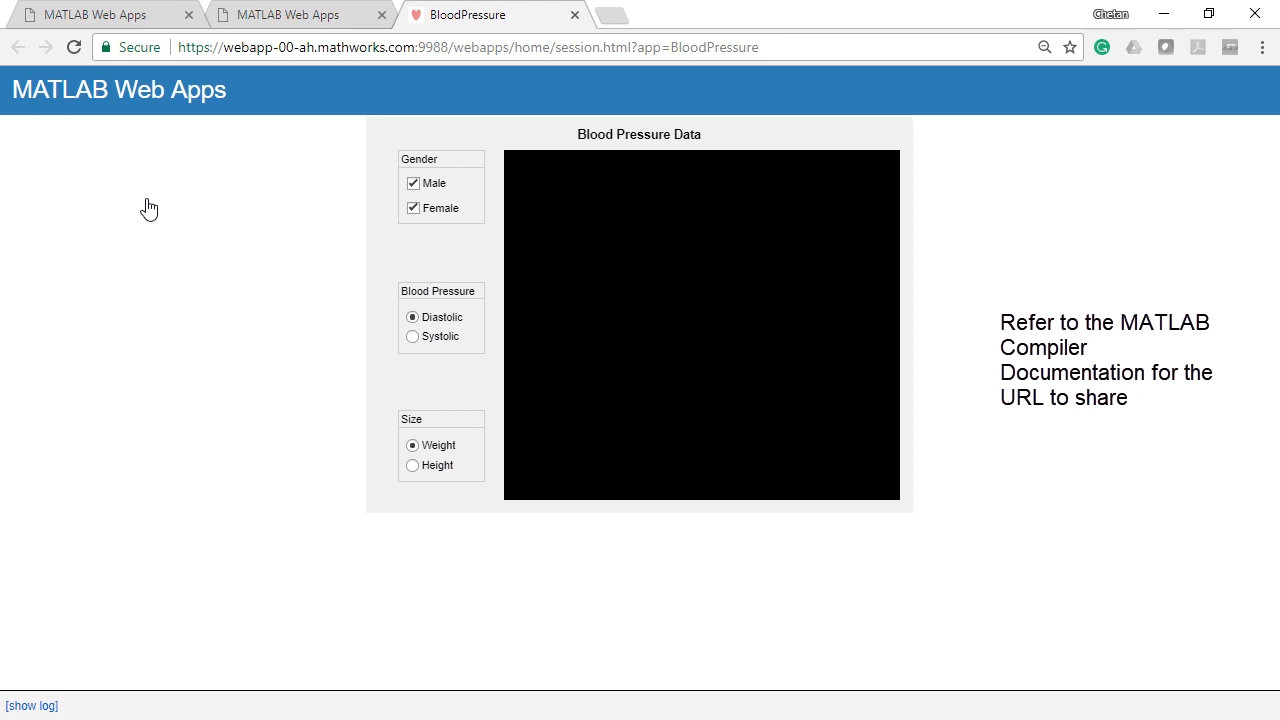 MATLAB Web Apps
MATLAB Web Apps
BloodPressure
Chetan
Secure
https://webapp-00-ah.mathworks.com:9988/webapps/home/session.html?app=BloodPressure
MATLAB Web Apps
Blood Pressure Data
Gender
Male
Female
Blood Pressure
Diastolic
Systolic
Size
Weight
Height
Refer to the MATLAB
Compiler
Documentation for the
URL to share
[show log]